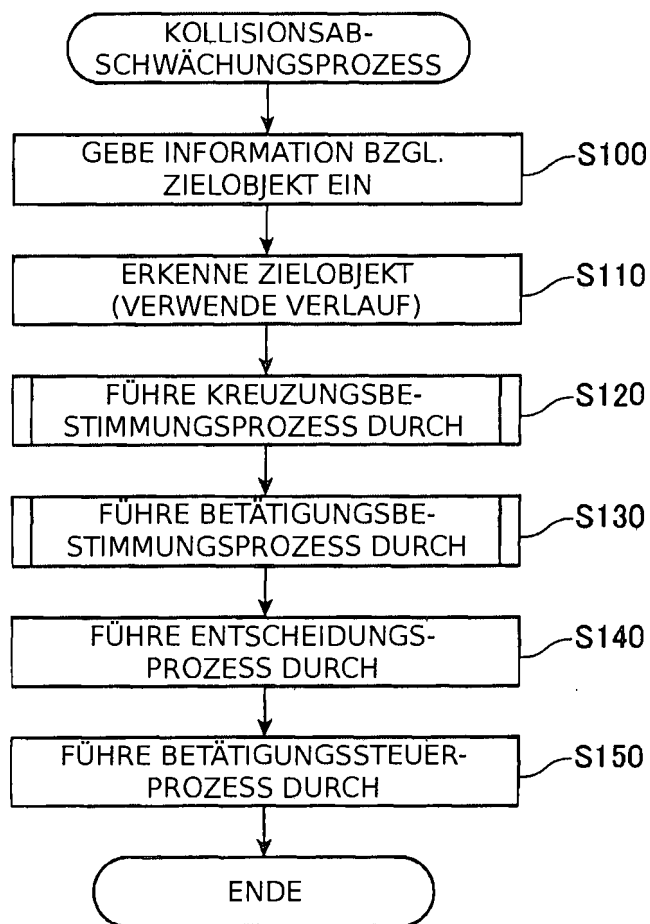 KOLLISIONSAB-
SCHWÄCHUNGSPROZESS
GEBE INFORMATION BZGL.
ZIELOBJEKT EIN
S100
ERKENNE ZIELOBJEKT
(VERWENDE VERLAUF)
S110
FÜHRE KREUZUNGSBE-
STIMMUNGSPROZESS DURCH
S120
FÜHRE BETÄTIGUNGSBE-
STIMMUNGSPROZESS DURCH
S130
FÜHRE ENTSCHEIDUNGS-
PROZESS DURCH
S140
FÜHRE BETÄTIGUNGSSTEUER-
PROZESS DURCH
S150
ENDE